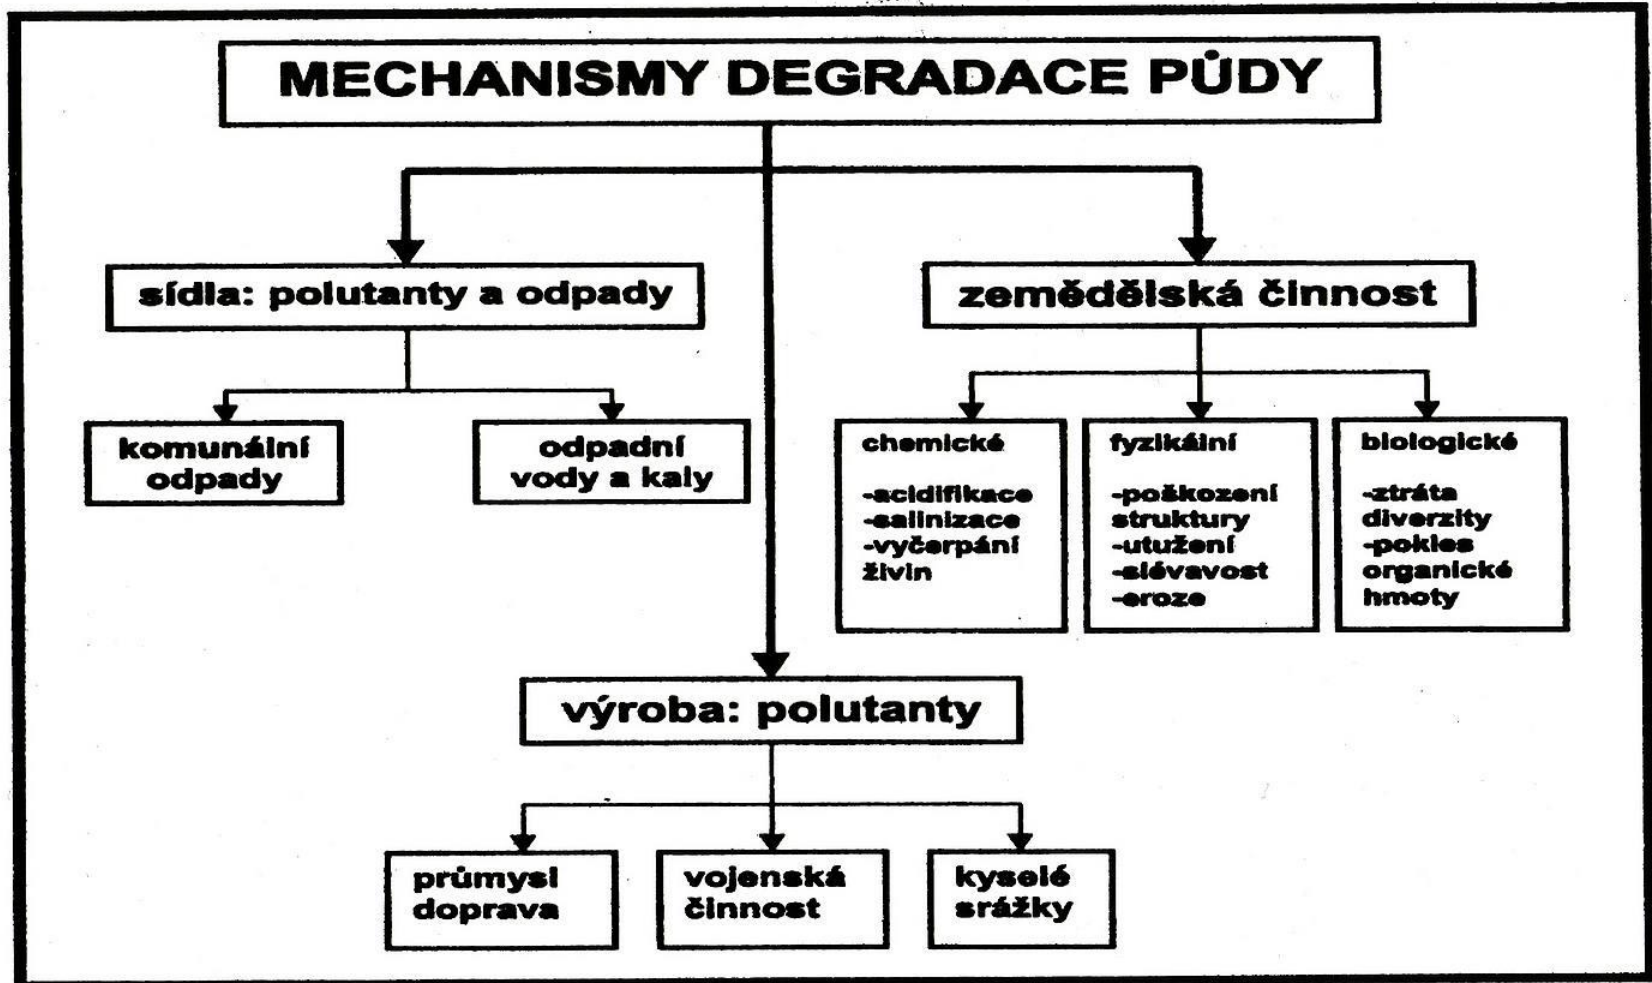 MECHANISMY DEGRADACE PŮDY
sídla: polutanty a odpady
zemědělská činnost
komunální
odpady
odpadní
vody a kaly
chemické
-acidifikace
-salinizace
-vyčerpání
živin
fyzikální
-poškození
struktury
-utužení
-slévavost
-eroze
biologické
-ztráta
diverzity
-pokles
organické
hmoty
výroba: polutanty
průmysl
doprava
vojenská
činnost
kyselé
srážky